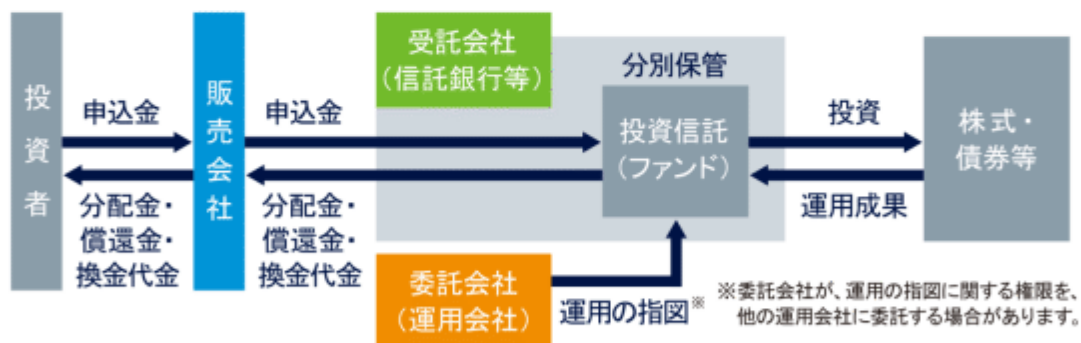 投資者
申込金
分配金・
償還金・
換金代金
販売会社
申込金
分配金・
償還金・
換金代金
受託会社
（信託銀行等）
分別保管
投資信託
（ファンド）
委託会社
（運用会社）
運用の指図※
投資
運用成果
株式・
債券等
※委託会社が、運用の指図に関する権限を、
他の運用会社に委託する場合があります。